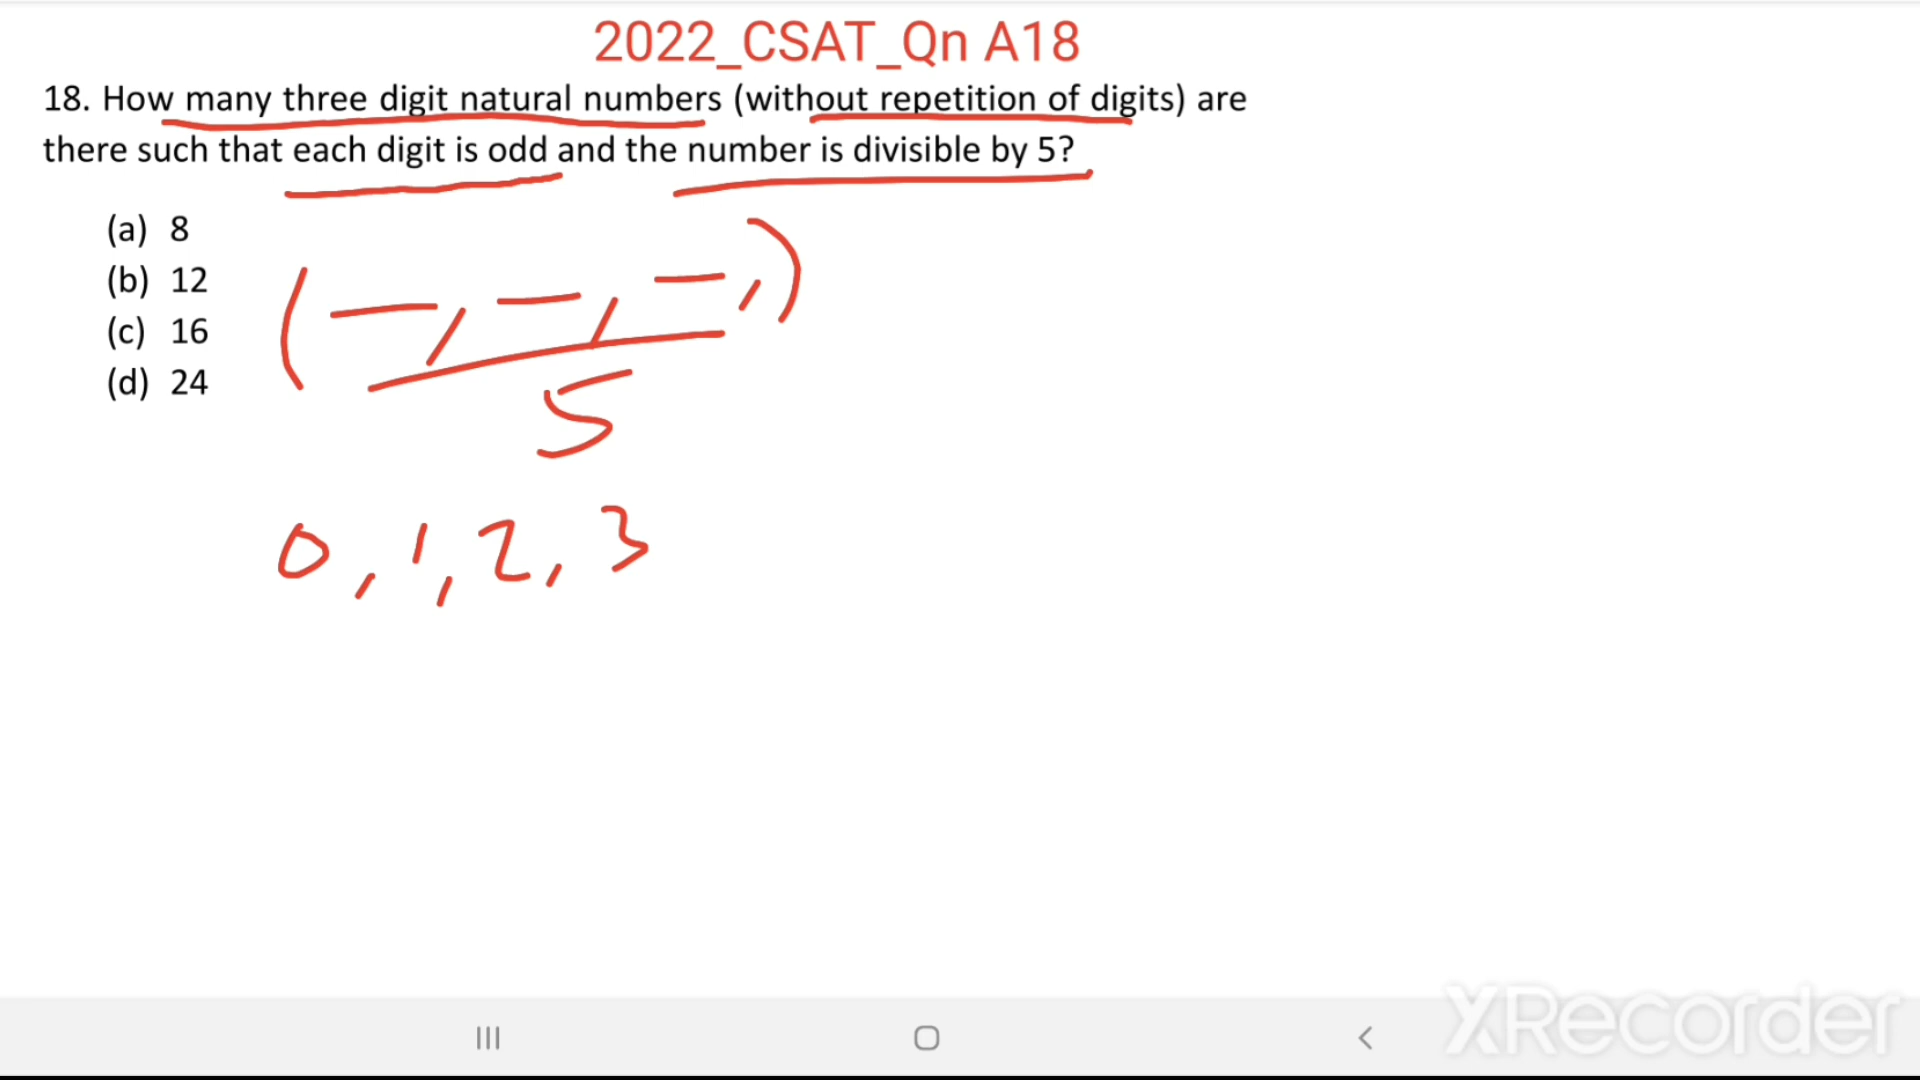 2022_CSAT_Qn A18
18. How many three digit natural numbers (without repetition of digits) are
there such that each digit is odd and the number is divisible by 5?
(a) 8
(b) 12
(c) 16
(d) 24
(—, —, —,)
5
0, 1, 2, 3
XRecorder